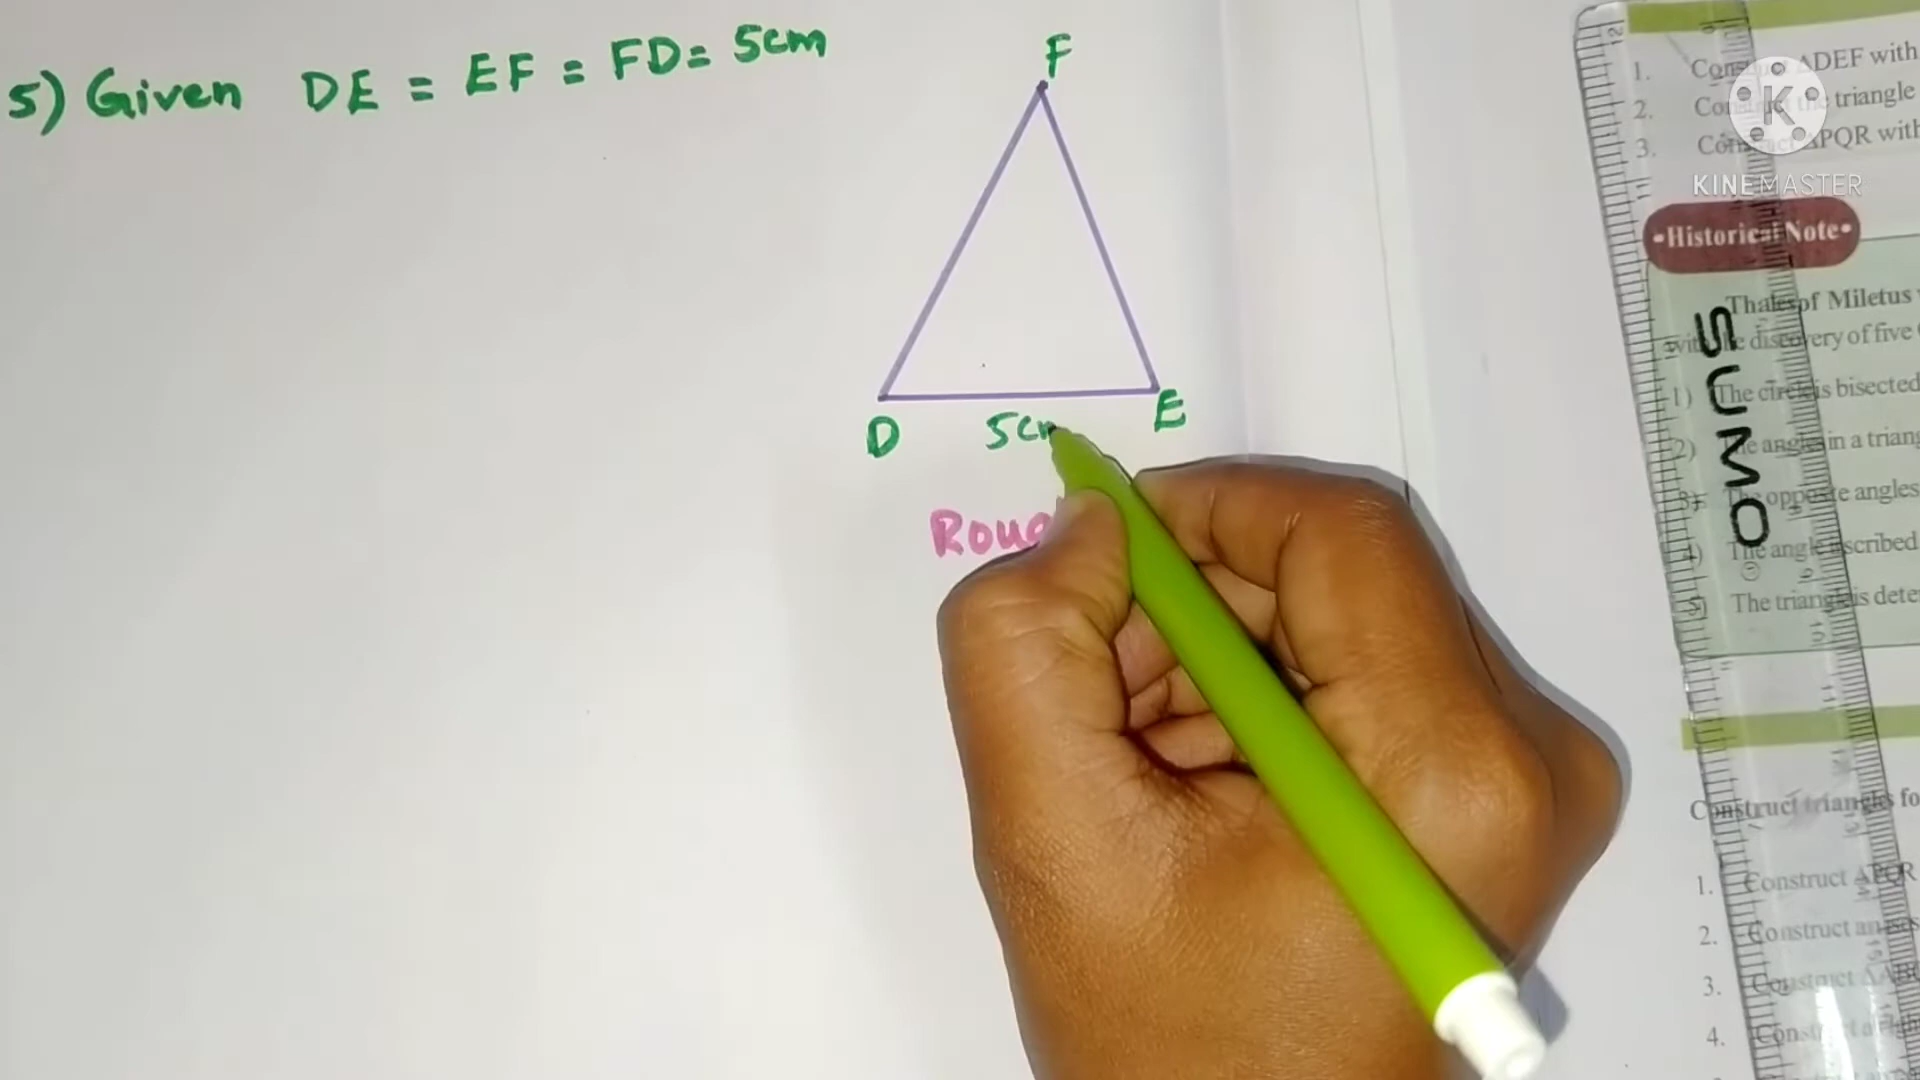 5) Given DE = EF = FD = 5cm
F
D
E
5cm
Roug
1. Construct ΔDEF with
2. Construct the triangle
3. Construct ΔPQR with
KINEMASTER
•Historical Note•
Thales of Miletus
with the discovery of five
1) The circle is bisected
2) The angles in a triang
3) The opposite angles
4) The angle inscribed
5) The triangle is dete
SUMO
Construct triangles fo
1. Construct ΔPQR
2. Construct an isos
3. Construct ΔABC
4. Construct a